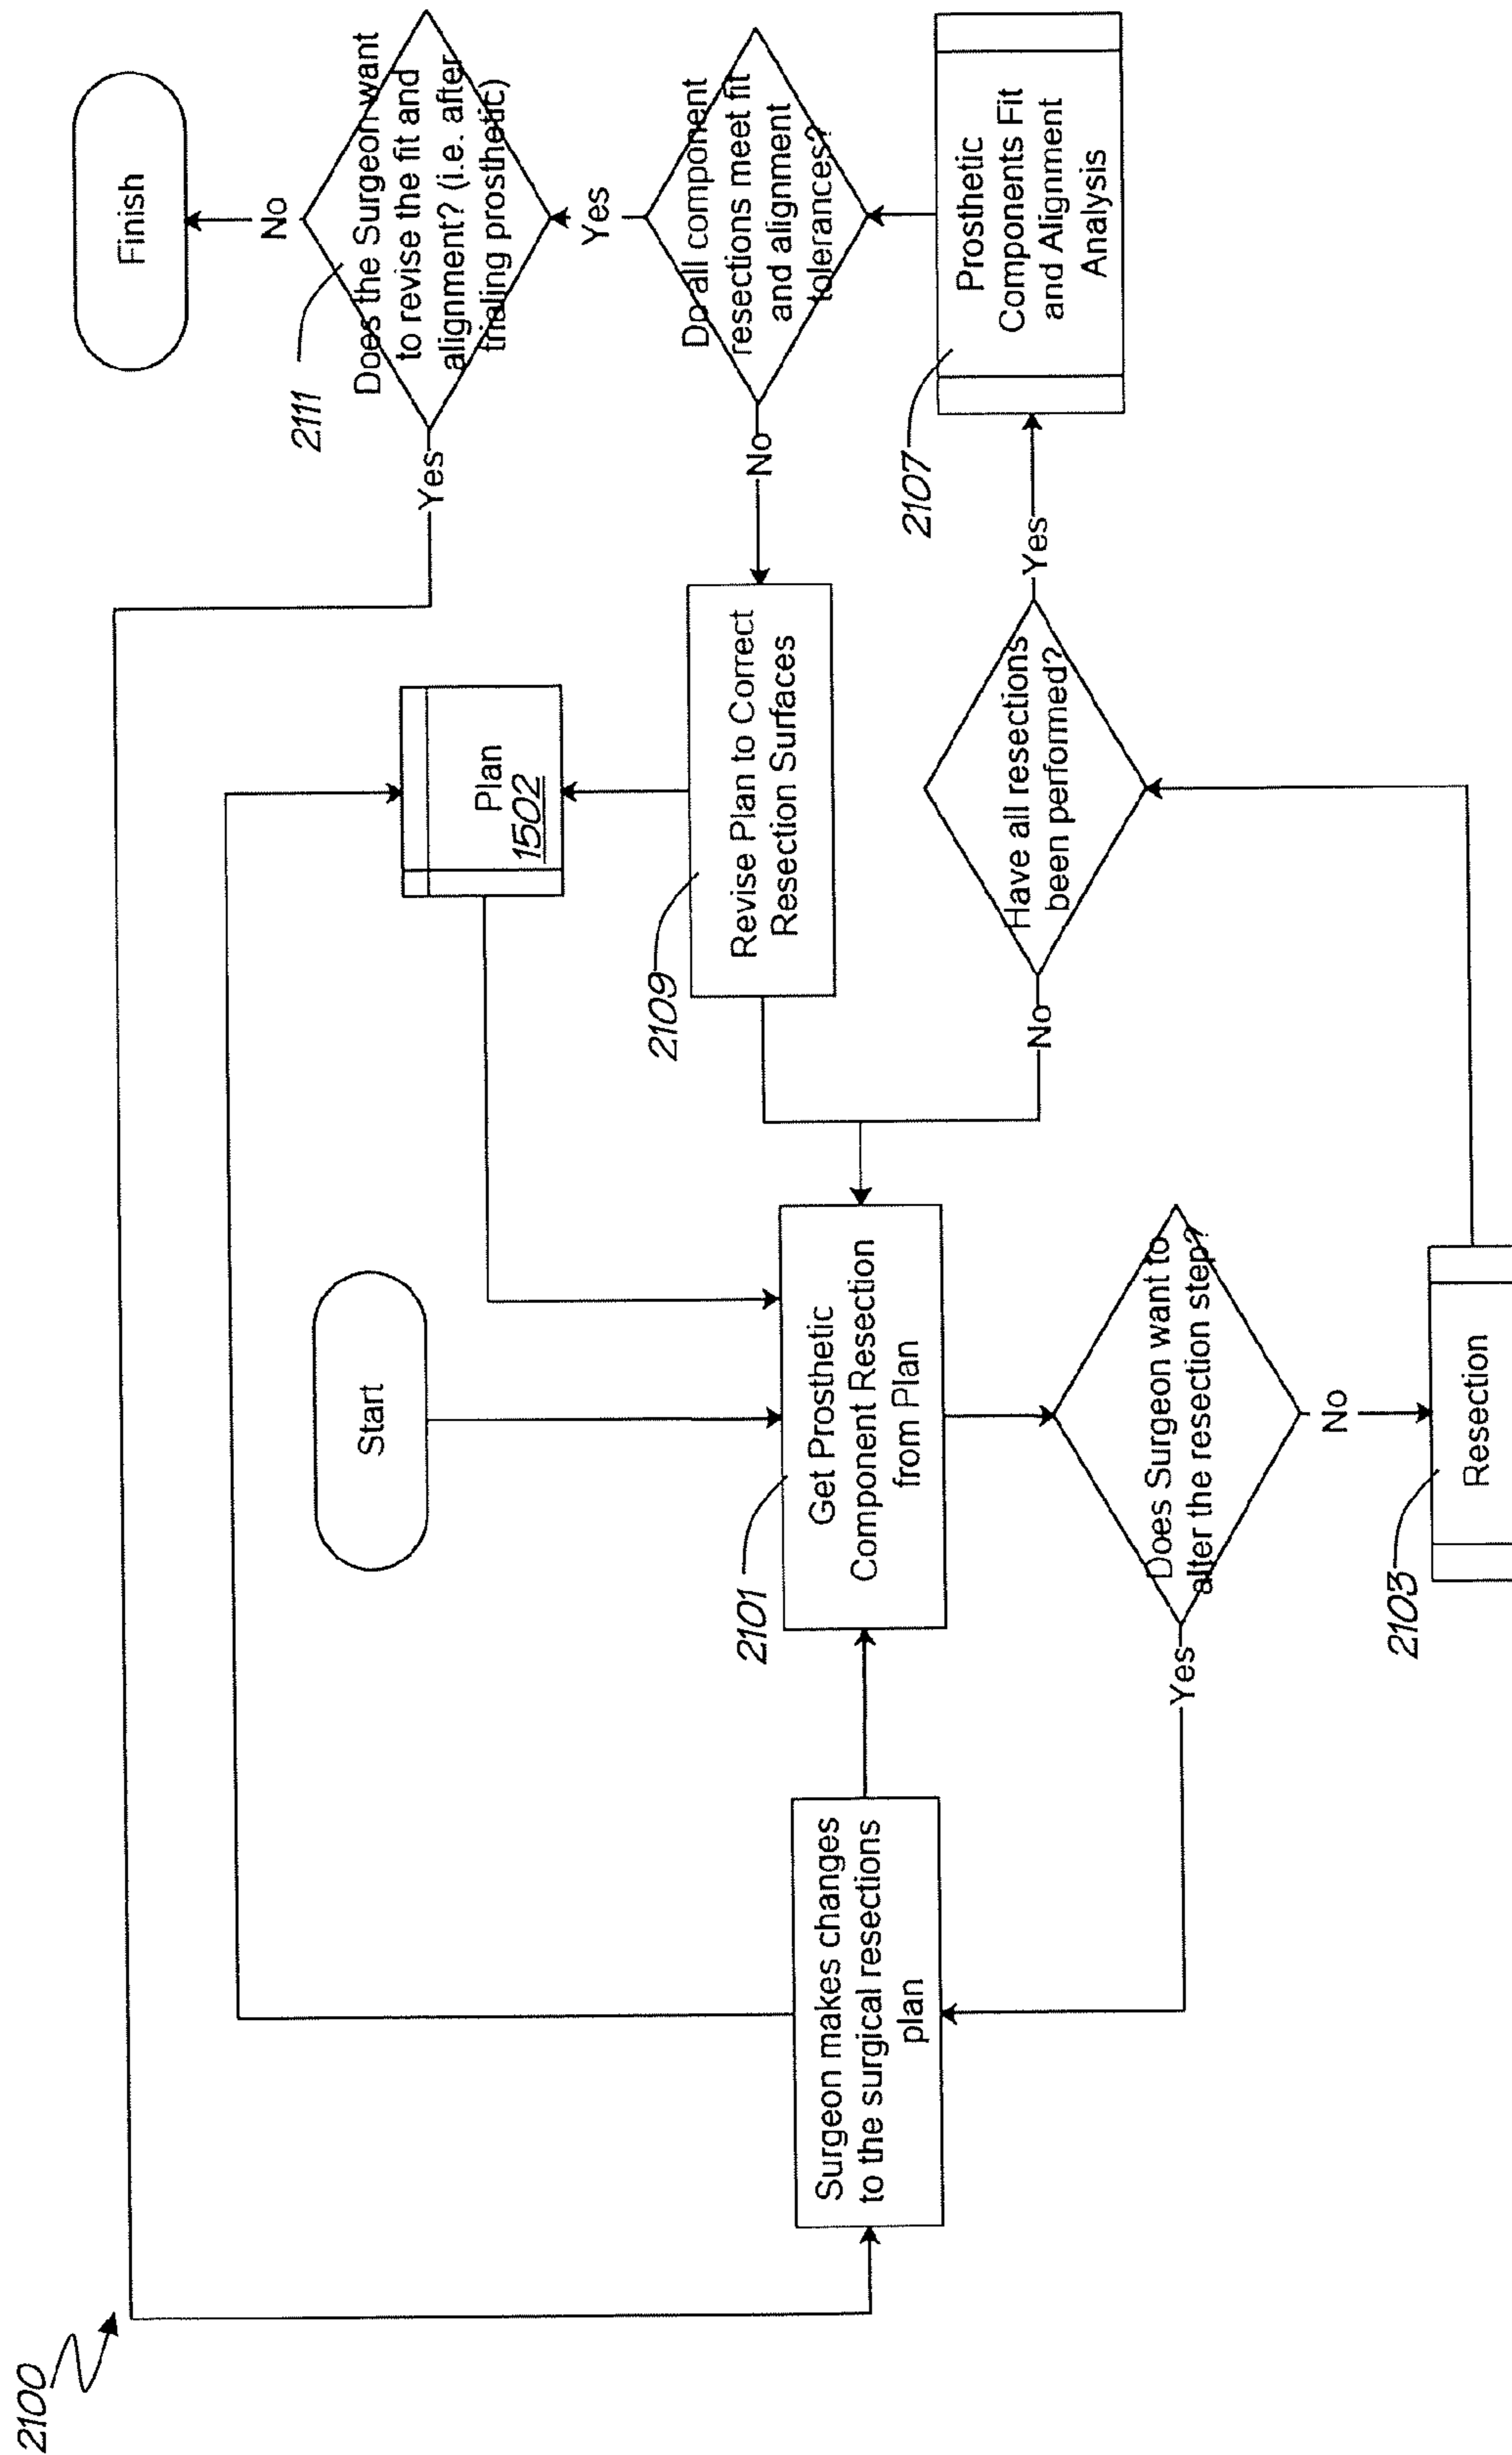 2100
Start
Finish
Surgeon makes changes
to the surgical resections
plan
2101
Get Prosthetic
Component Resection
from Plan
Does Surgeon want to
alter the resection step?
Yes
No
2103
Resection
Plan
1502
2109
Revise Plan to Correct
Resection Surfaces
Have all resections
been performed?
No
Yes
2107
Prosthetic
Components Fit
and Alignment
Analysis
Do all component
resections meet fit
and alignment
tolerances?
No
Yes
2111
Does the Surgeon want
to revise the fit and
alignment? (i.e. after
trialing prosthetic)
Yes
No